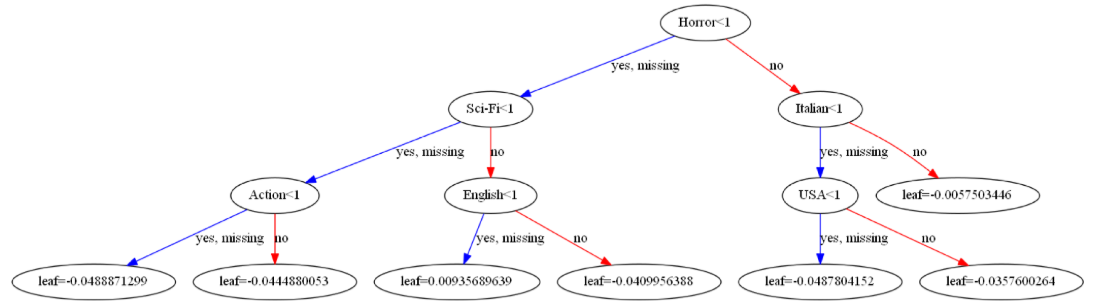 Horror<1
yes, missing
no
Sci-Fi<1
Italian<1
yes, missing
no
yes, missing
no
Action<1
English<1
USA<1
leaf=-0.0057503446
yes, missing
no
yes, missing
no
yes, missing
no
leaf=-0.0488871299
leaf=-0.0444880053
leaf=0.00935689639
leaf=-0.0409956388
leaf=-0.0487804152
leaf=-0.0357600264